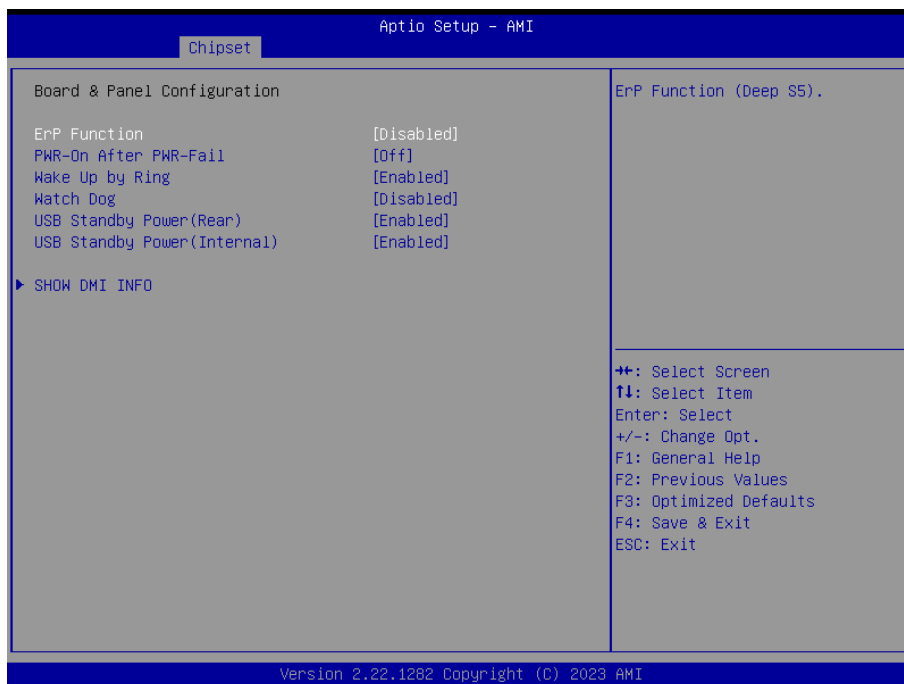 Aptio Setup – AMI
Chipset
Board & Panel Configuration
ErP Function [Disabled]
PWR-On After PWR-Fail [Off]
Wake Up by Ring [Enabled]
Watch Dog [Disabled]
USB Standby Power(Rear) [Enabled]
USB Standby Power(Internal) [Enabled]
▶ SHOW DMI INFO
ErP Function (Deep S5).
→←: Select Screen
↑↓: Select Item
Enter: Select
+/-: Change Opt.
F1: General Help
F2: Previous Values
F3: Optimized Defaults
F4: Save & Exit
ESC: Exit
Version 2.22.1282 Copyright (C) 2023 AMI